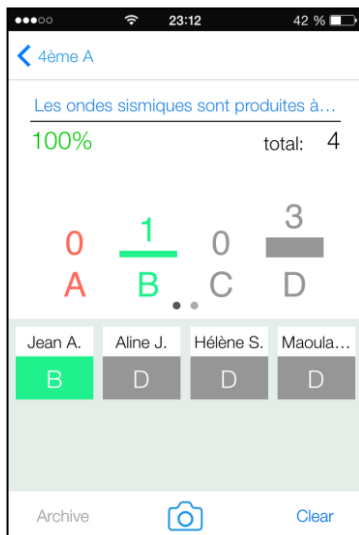 23:12 42 %
4ème A
Les ondes sismiques sont produites à...
100% total: 4
0 1 0 3
A B C D
Jean A. Aline J. Hélène S. Maoula...
B D D D
Archive Clear